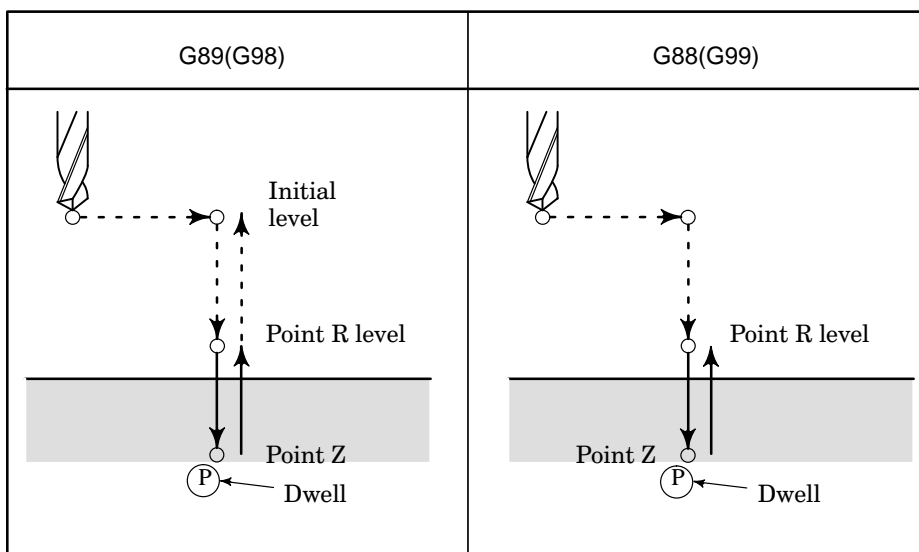 G89(G98)
G88(G99)
Initial
level
Point R level
Point Z
P
Dwell
Point R level
Point Z
P
Dwell